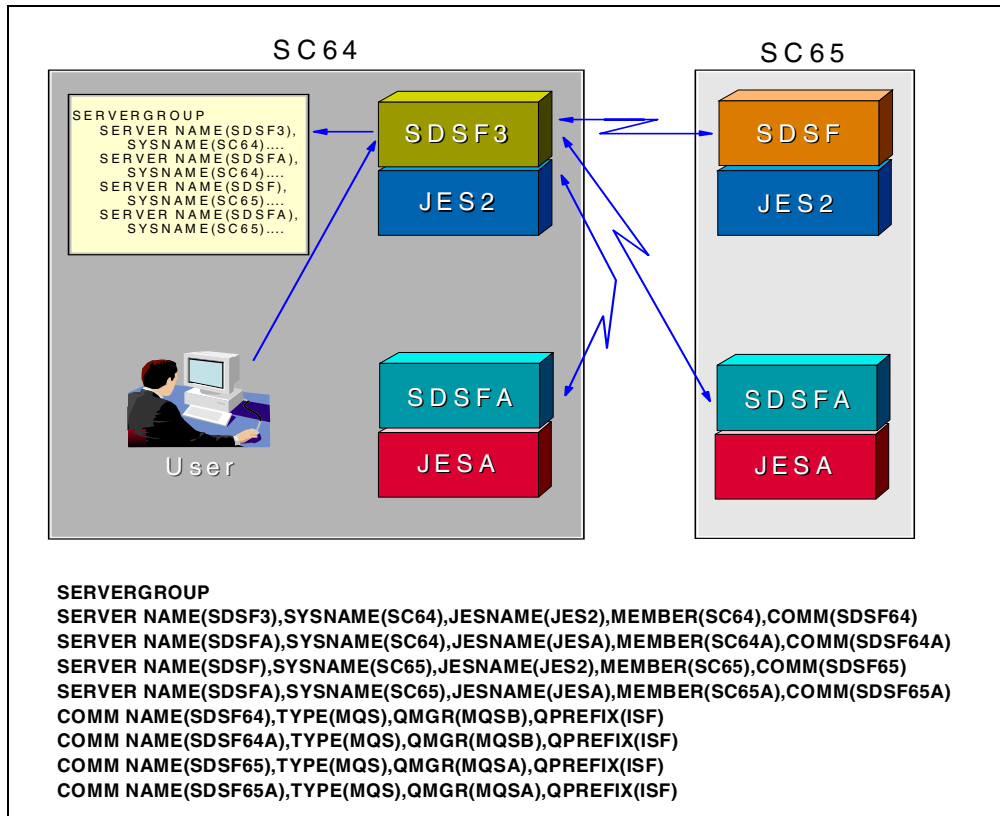 SC64
SC65
SERVERGROUP
SERVER NAME(SDSF3),
SYSNAME(SC64)....
SERVER NAME(SDSFA),
SYSNAME(SC64)....
SERVER NAME(SDSF),
SYSNAME(SC65)....
SERVER NAME(SDSFA),
SYSNAME(SC65)....
SDSF3
JES2
SDSF
JES2
User
SDSFA
JESA
SDSFA
JESA
SERVERGROUP
SERVER NAME(SDSF3),SYSNAME(SC64),JESNAME(JES2),MEMBER(SC64),COMM(SDSF64)
SERVER NAME(SDSFA),SYSNAME(SC64),JESNAME(JESA),MEMBER(SC64A),COMM(SDSF64A)
SERVER NAME(SDSF),SYSNAME(SC65),JESNAME(JES2),MEMBER(SC65),COMM(SDSF65)
SERVER NAME(SDSFA),SYSNAME(SC65),JESNAME(JESA),MEMBER(SC65A),COMM(SDSF65A)
COMM NAME(SDSF64),TYPE(MQS),QMGR(MQSB),QPREFIX(ISF)
COMM NAME(SDSF64A),TYPE(MQS),QMGR(MQSB),QPREFIX(ISF)
COMM NAME(SDSF65),TYPE(MQS),QMGR(MQSA),QPREFIX(ISF)
COMM NAME(SDSF65A),TYPE(MQS),QMGR(MQSA),QPREFIX(ISF)